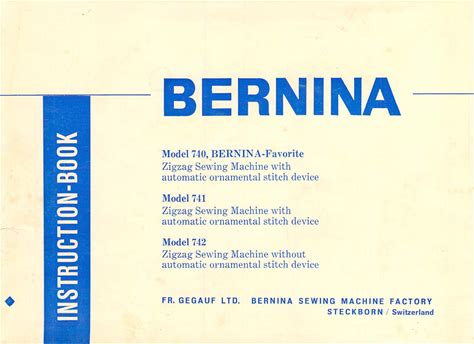 BERNINA
INSTRUCTION-BOOK
Model 740, BERNINA-Favorite
Zigzag Sewing Machine with
automatic ornamental stitch device
Model 741
Zigzag Sewing Machine with
automatic ornamental stitch device
Model 742
Zigzag Sewing Machine without
automatic ornamental stitch device
FR. GEGAUF LTD. BERNINA SEWING MACHINE FACTORY
STECKBORN / Switzerland